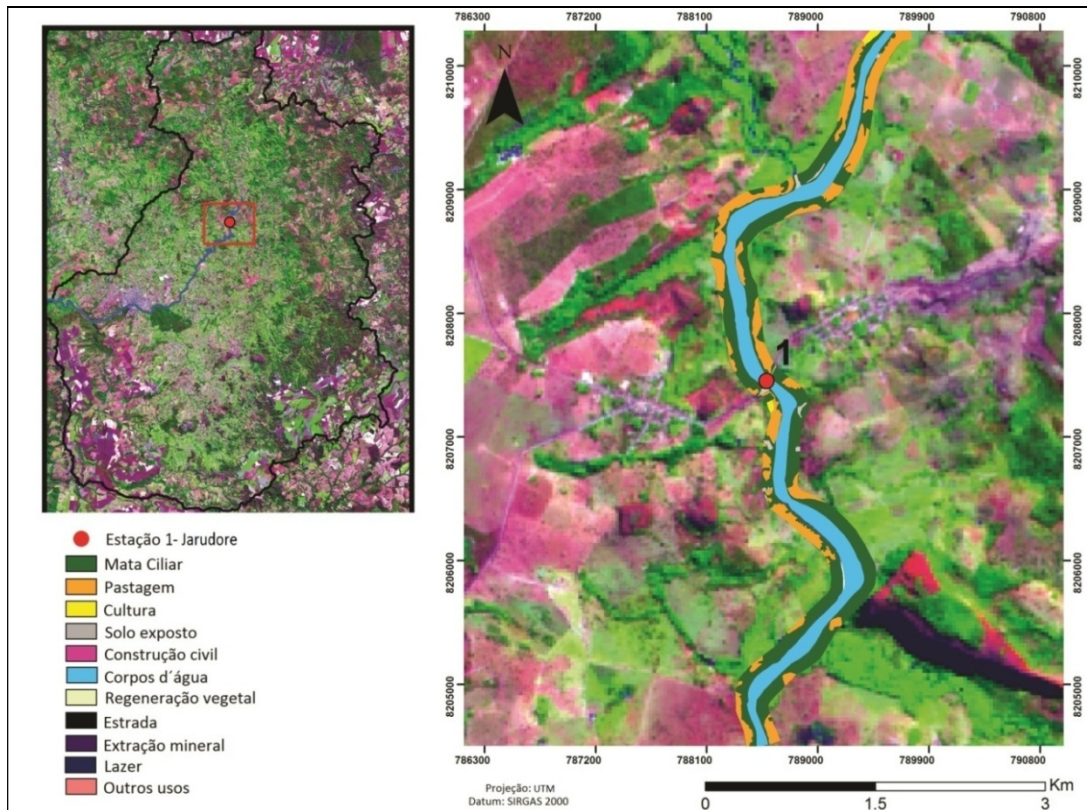 786300 787200 788100 789000 789900 790800
N
8210000 8210000
8209000 8209000
8208000 8208000
1
8207000 8207000
8206000 8206000
8205000 8205000
786300 787200 788100 789000 789900 790800
Estação 1- Jarudore
Mata Ciliar
Pastagem
Cultura
Solo exposto
Construção civil
Corpos d´água
Regeneração vegetal
Estrada
Extração mineral
Lazer
Outros usos
Projeção: UTM
Datum: SIRGAS 2000
Km
0 1.5 3